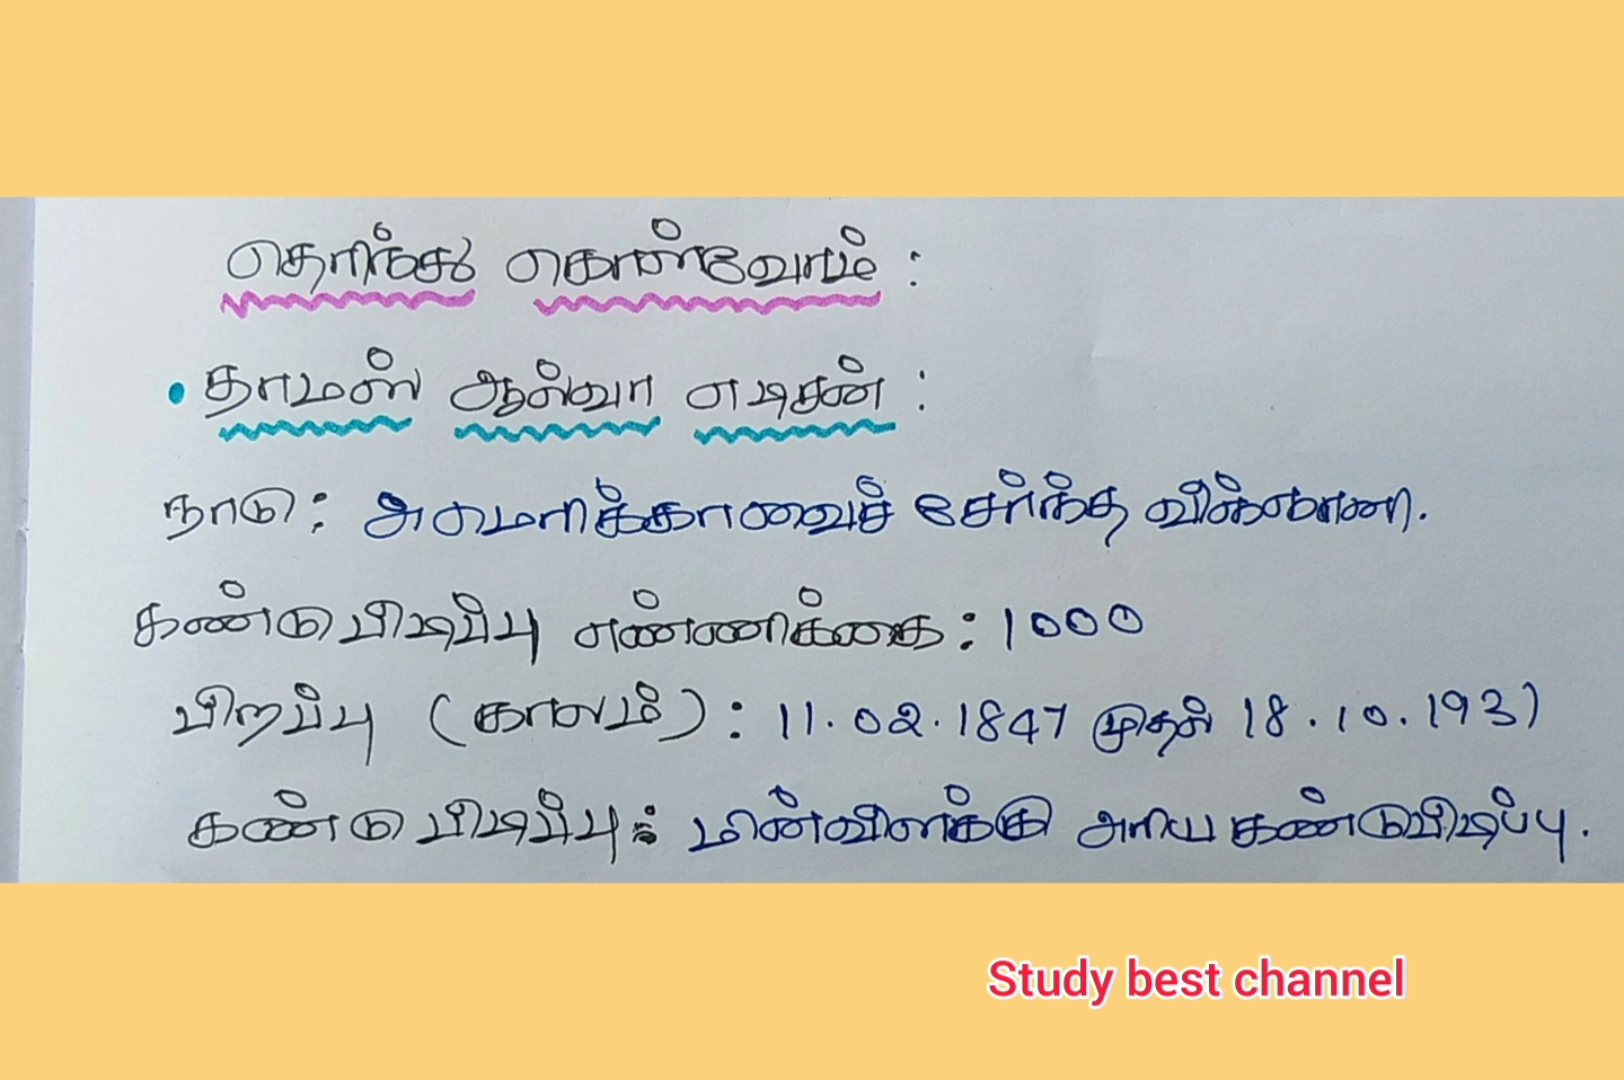 தெரிந்து கொள்வோம் :
• தாமஸ் ஆல்வா எடிசன் :
நாடு : அமெரிக்காவைச் சேர்ந்த விஞ்ஞானி.
கண்டுபிடிப்பு எண்ணிக்கை : 1000
பிறப்பு (காலம்) : 11.02.1847 முதல் 18.10.1931
கண்டுபிடிப்பு : மின்விளக்கு அரிய கண்டுபிடிப்பு.
Study best channel